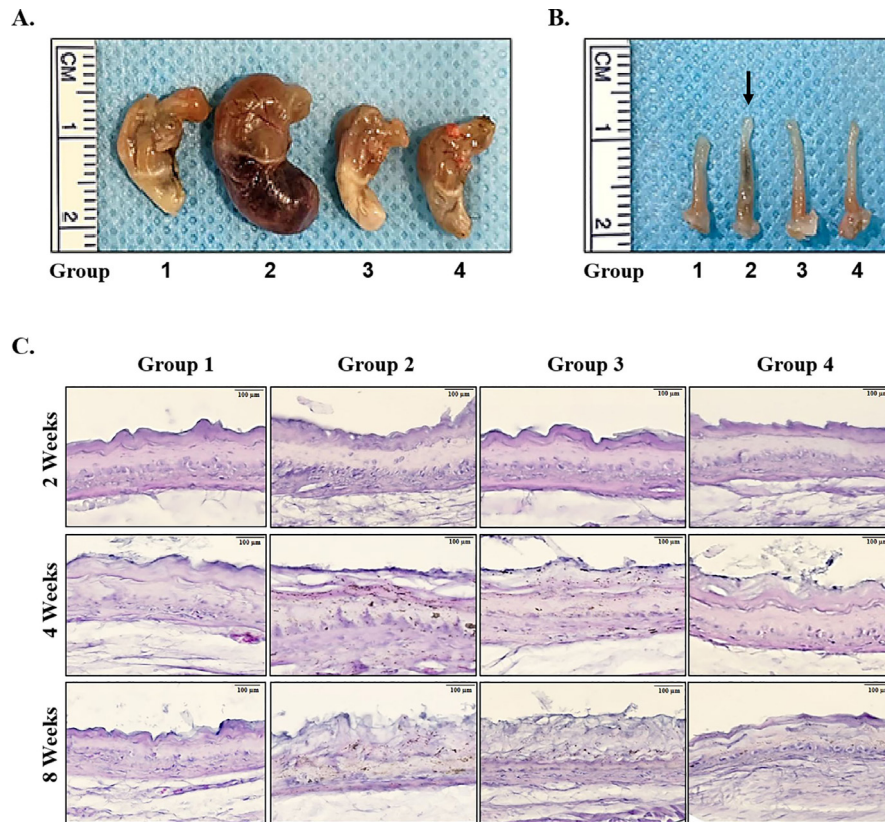 A.
B.
CM
1
2
Group 1 2 3 4
CM
1
2
Group 1 2 3 4
C.
Group 1 Group 2 Group 3 Group 4
2 Weeks
100 µm 100 µm 100 µm 100 µm
4 Weeks
100 µm 100 µm 100 µm 100 µm
8 Weeks
100 µm 100 µm 100 µm 100 µm